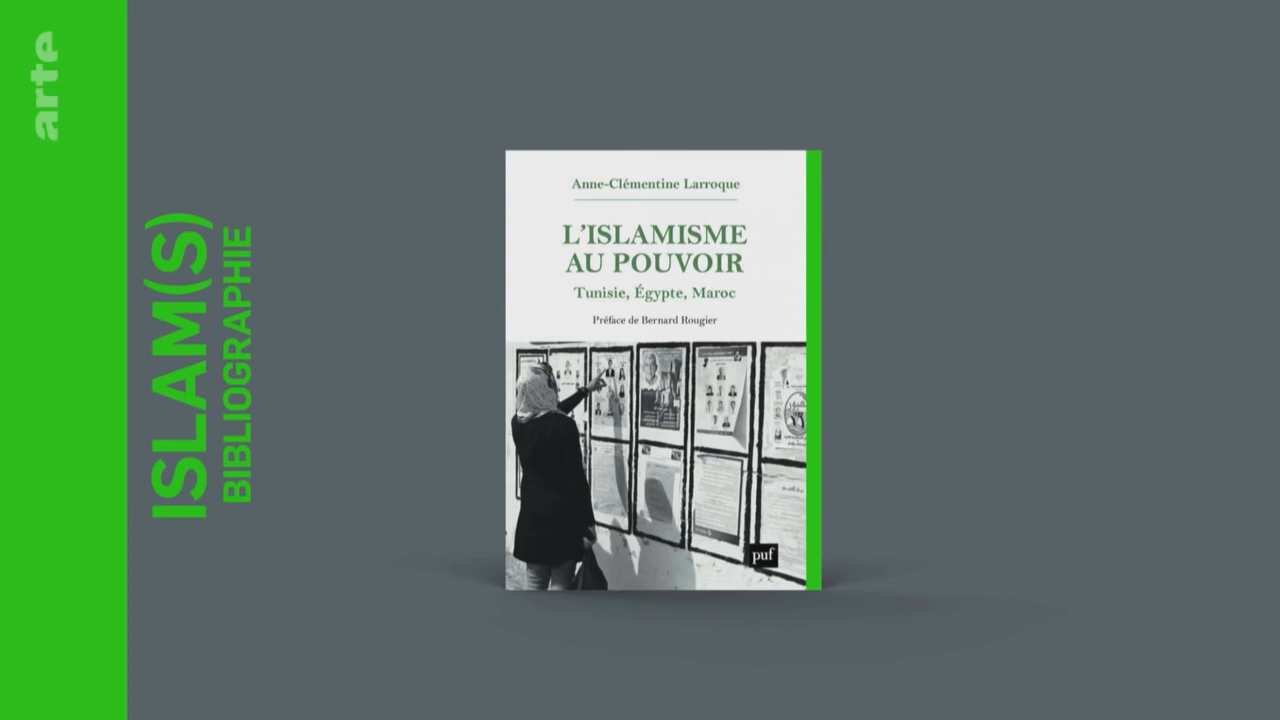 arte
ISLAM(S)
BIBLIOGRAPHIE
Anne-Clémentine Larroque
L'ISLAMISME
AU POUVOIR
Tunisie, Égypte, Maroc
Préface de Bernard Rougier
puf